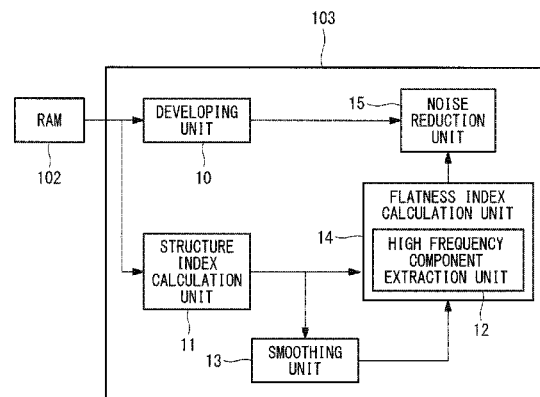 103
RAM
102
DEVELOPING
UNIT
10
15
NOISE
REDUCTION
UNIT
FLATNESS INDEX
CALCULATION UNIT
14
HIGH FREQUENCY
COMPONENT
EXTRACTION UNIT
12
STRUCTURE
INDEX
CALCULATION
UNIT
11
13
SMOOTHING
UNIT